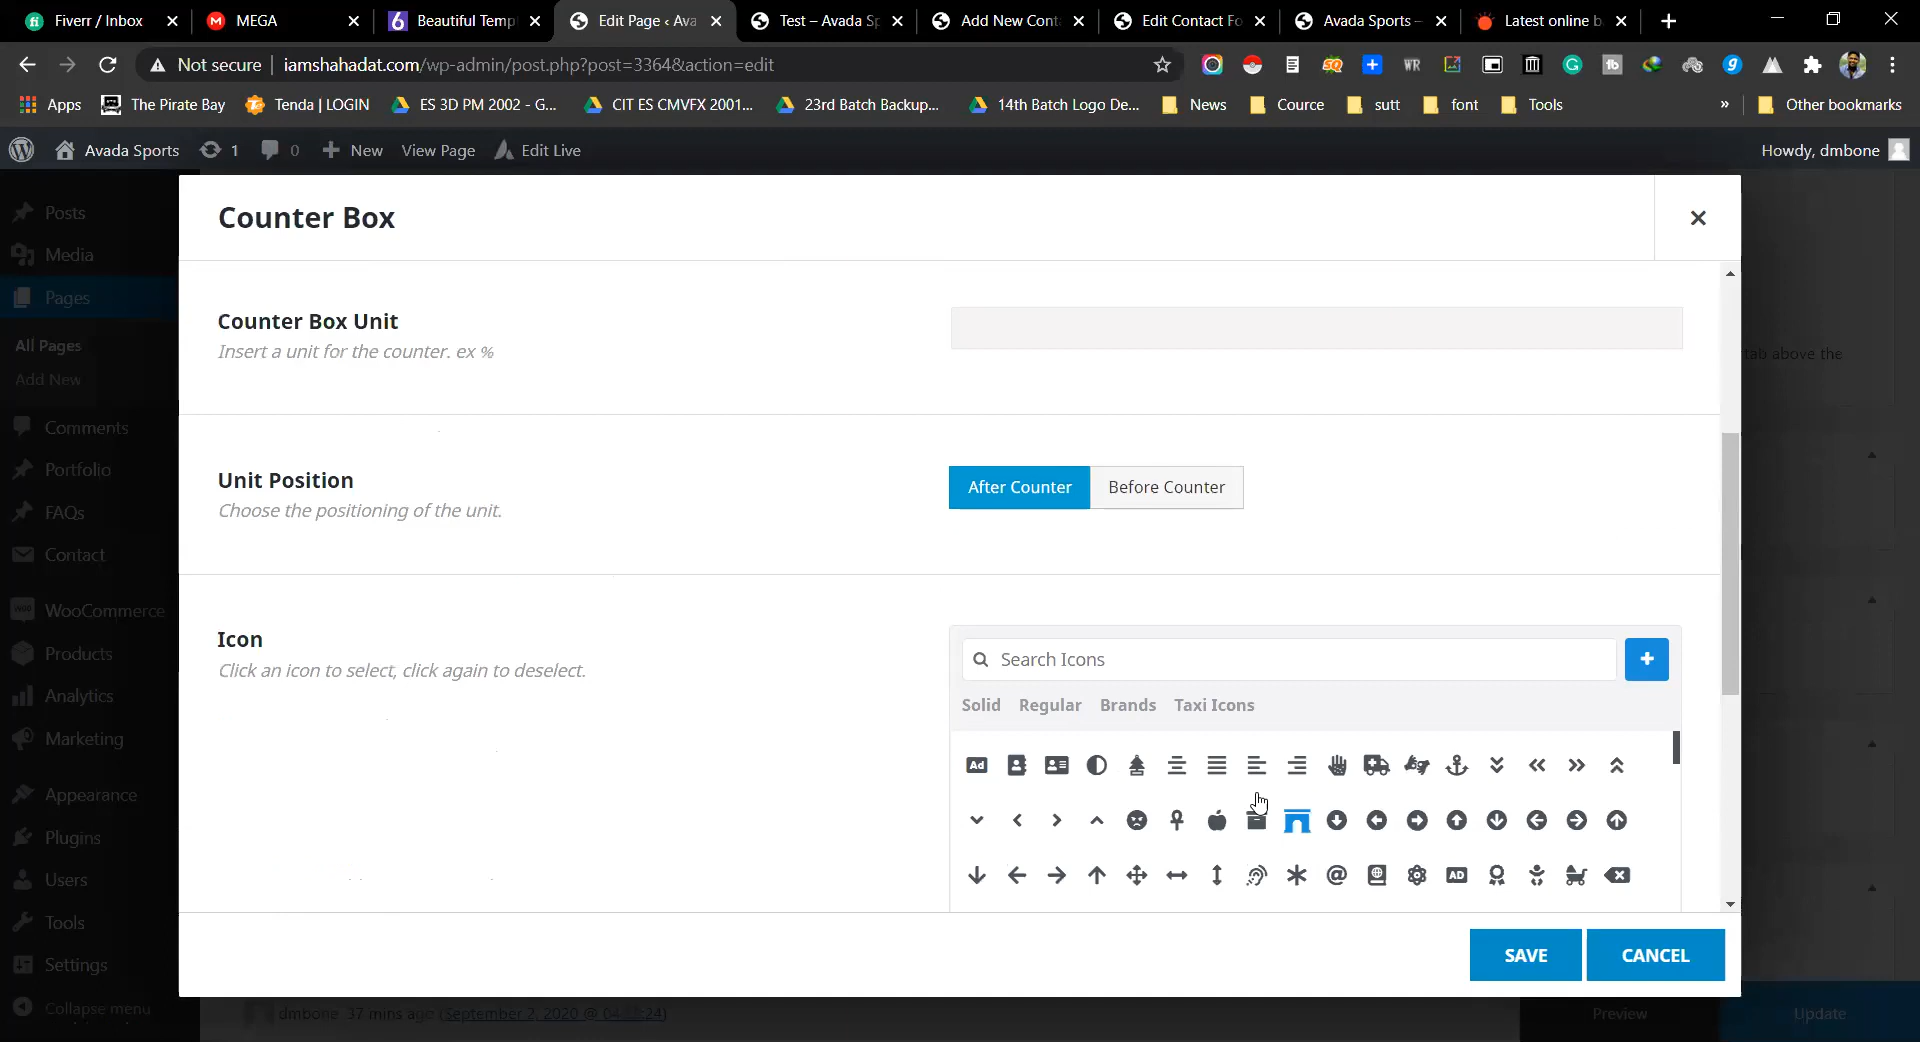 Fiverr / Inbox
MEGA
Beautiful Temp
Edit Page ‹ Ava
Test – Avada Sp
Add New Cont
Edit Contact Fo
Avada Sports –
Latest online b
Not secure
iamshahadat.com/wp-admin/post.php?post=3364&action=edit
Apps
The Pirate Bay
Tenda | LOGIN
ES 3D PM 2002 - G...
CIT ES CMVFX 2001...
23rd Batch Backup...
14th Batch Logo De...
News
Cource
sutt
font
Tools
»
Other bookmarks
Avada Sports
1
0
New
View Page
Edit Live
Howdy, dmbone
Posts
Media
Pages
All Pages
Add New
Comments
Portfolio
FAQs
Contact
WooCommerce
Products
Analytics
Marketing
Appearance
Plugins
Users
Tools
Settings
Collapse menu
Counter Box
Counter Box Unit
Insert a unit for the counter. ex %
tab above the
Unit Position
Choose the positioning of the unit.
After Counter
Before Counter
Icon
Click an icon to select, click again to deselect.
Search Icons
Solid Regular Brands Taxi Icons
SAVE
CANCEL
dmbone, 37 mins ago
Preview
Update